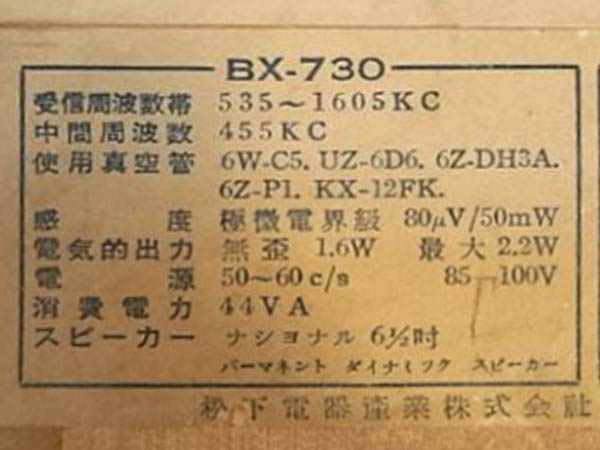 BX-730
受信周波数帯 535～1605KC
中間周波数 455KC
使用真空管 6W-C5. UZ-6D6. 6Z-DH3A.
6Z-P1. KX-12FK.
感度 極微電界級 80μV/50mW
電気的出力 無歪 1.6W 最大 2.2W
電源 50～60c/s 85―100V
消費電力 44VA
スピーカー ナショナル 6½吋
パーマネント ダイナミック スピーカー
松下電器産業株式会社